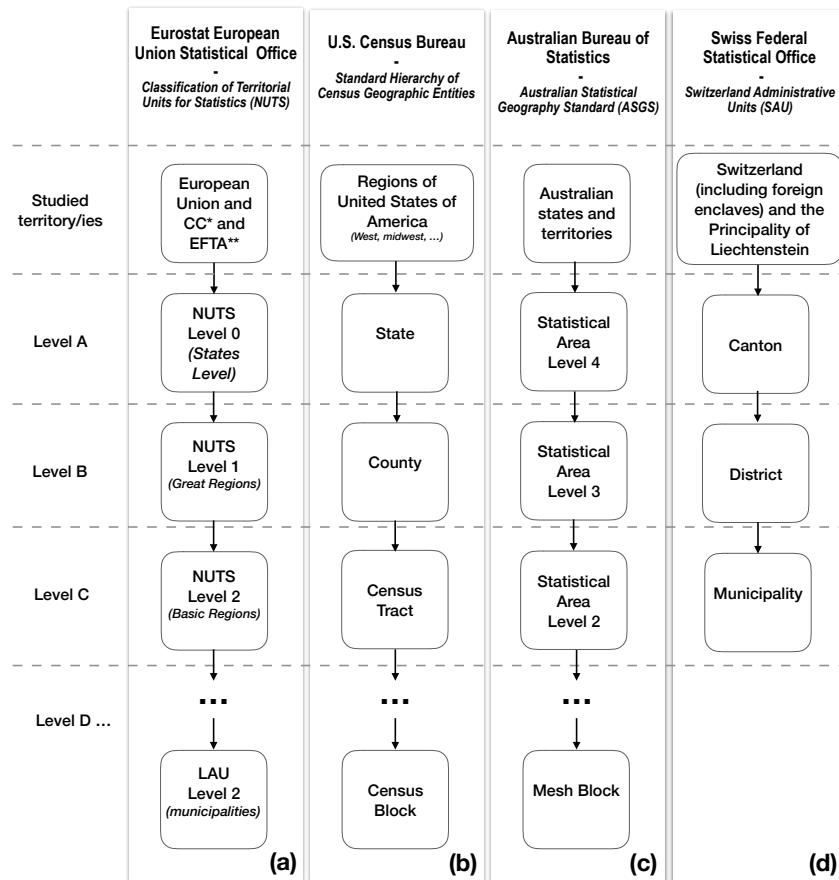 Eurostat European
Union Statistical Office
-
Classification of Territorial
Units for Statistics (NUTS)
U.S. Census Bureau
-
Standard Hierarchy of
Census Geographic Entities
Australian Bureau of
Statistics
-
Australian Statistical
Geography Standard (ASGS)
Swiss Federal
Statistical Office
-
Switzerland Administrative
Units (SAU)
Studied
territory/ies
European
Union and
CC* and
EFTA**
Regions of
United States of
America
(West, midwest, ...)
Australian
states and
territories
Switzerland
(including foreign
enclaves) and the
Principality of
Liechtenstein
Level A
NUTS
Level 0
(States
Level)
State
Statistical
Area
Level 4
Canton
Level B
NUTS
Level 1
(Great Regions)
County
Statistical
Area
Level 3
District
Level C
NUTS
Level 2
(Basic Regions)
Census
Tract
Statistical
Area
Level 2
Municipality
Level D ...
...
...
...
LAU
Level 2
(municipalities)
Census
Block
Mesh Block
(a)
(b)
(c)
(d)